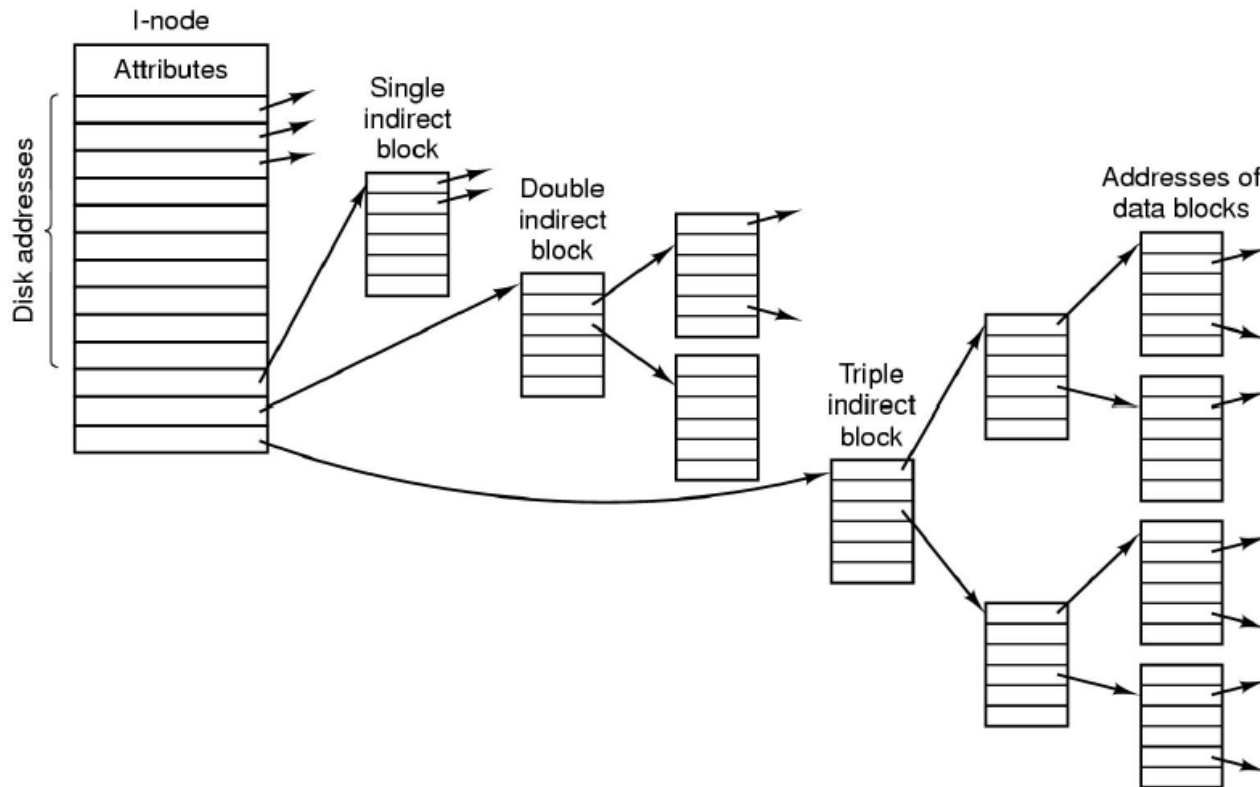 I-node
Attributes
Disk addresses
Single
indirect
block
Double
indirect
block
Triple
indirect
block
Addresses of
data blocks